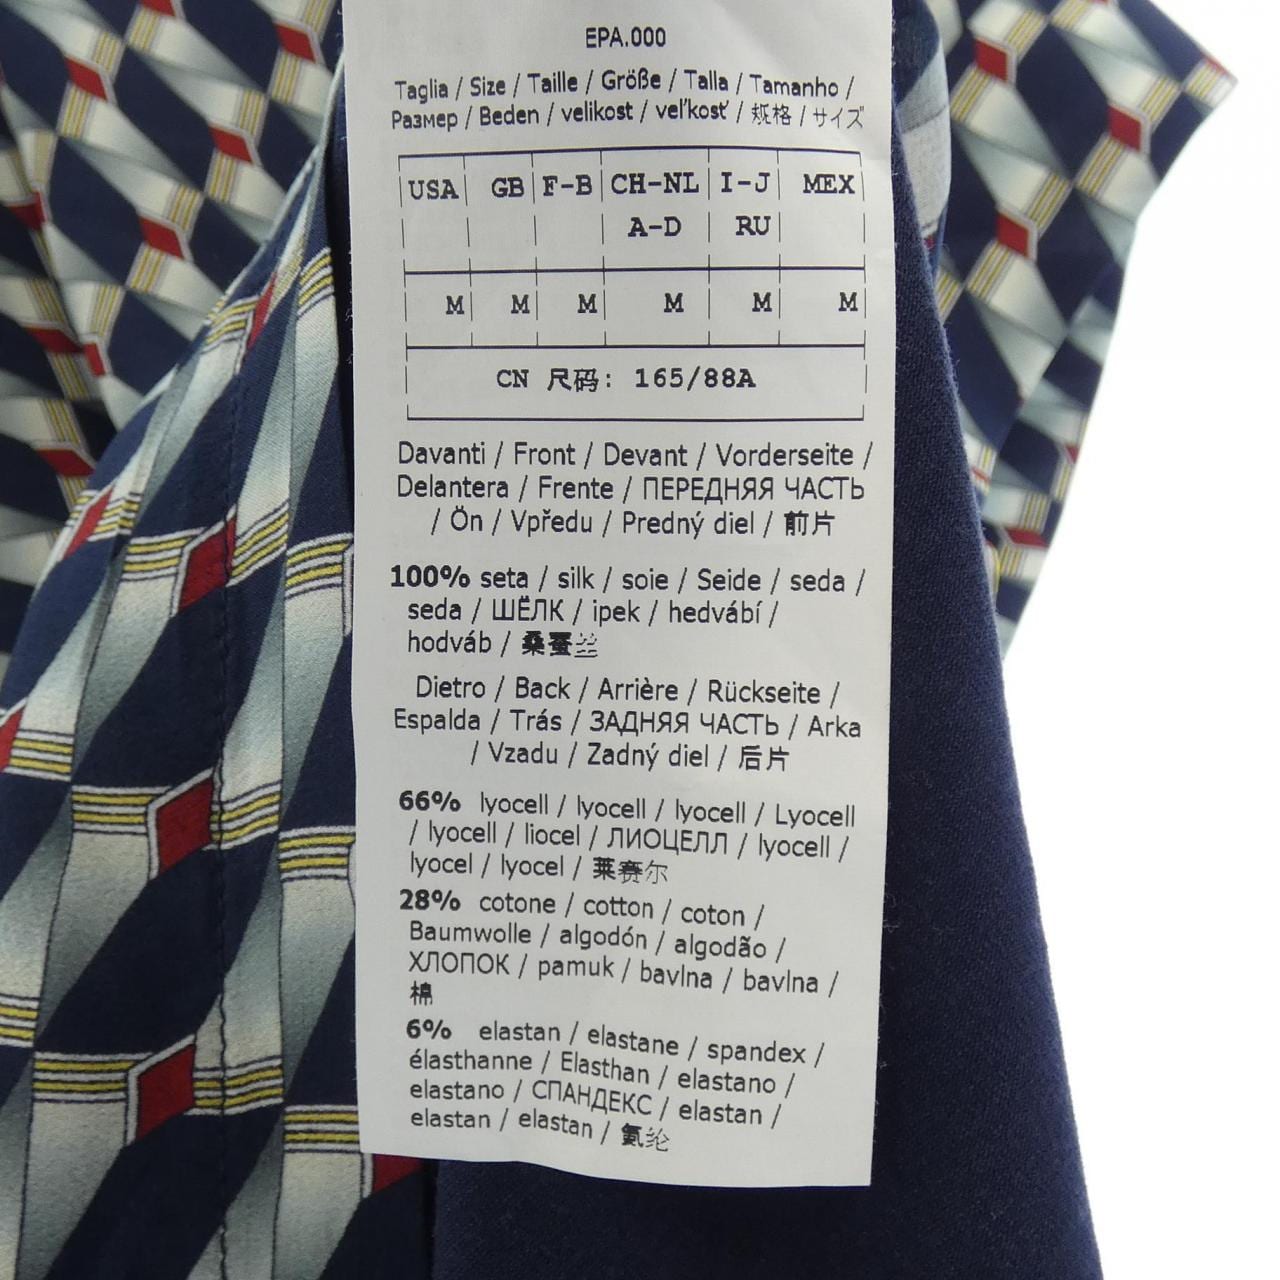 EPA.000
Taglia / Size / Taille / Größe / Talla / Tamanho /
Размер / Beden / velikost / veľkosť / 规格 / サイズ
USA GB F-B CH-NL I-J MEX
A-D RU
M M M M M M
CN 尺码: 165/88A
Davanti / Front / Devant / Vorderseite /
Delantera / Frente / ПЕРЕДНЯЯ ЧАСТЬ
/ Ön / Vpředu / Predný diel / 前片
100% seta / silk / soie / Seide / seda /
seda / ШЁЛК / ipek / hedvábí /
hodváb / 桑蚕丝
Dietro / Back / Arrière / Rückseite /
Espalda / Trás / ЗАДНЯЯ ЧАСТЬ / Arka
/ Vzadu / Zadný diel / 后片
66% lyocell / lyocell / lyocell / Lyocell
/ lyocell / liocel / ЛИОЦЕЛЛ / lyocell /
lyocel / lyocel / 莱赛尔
28% cotone / cotton / coton /
Baumwolle / algodón / algodão /
ХЛОПОК / pamuk / bavlna / bavlna /
棉
6% elastan / elastane / spandex /
élasthanne / Elasthan / elastano /
elastano / СПАНДЕКС / elastan /
elastan / elastan / 氨纶